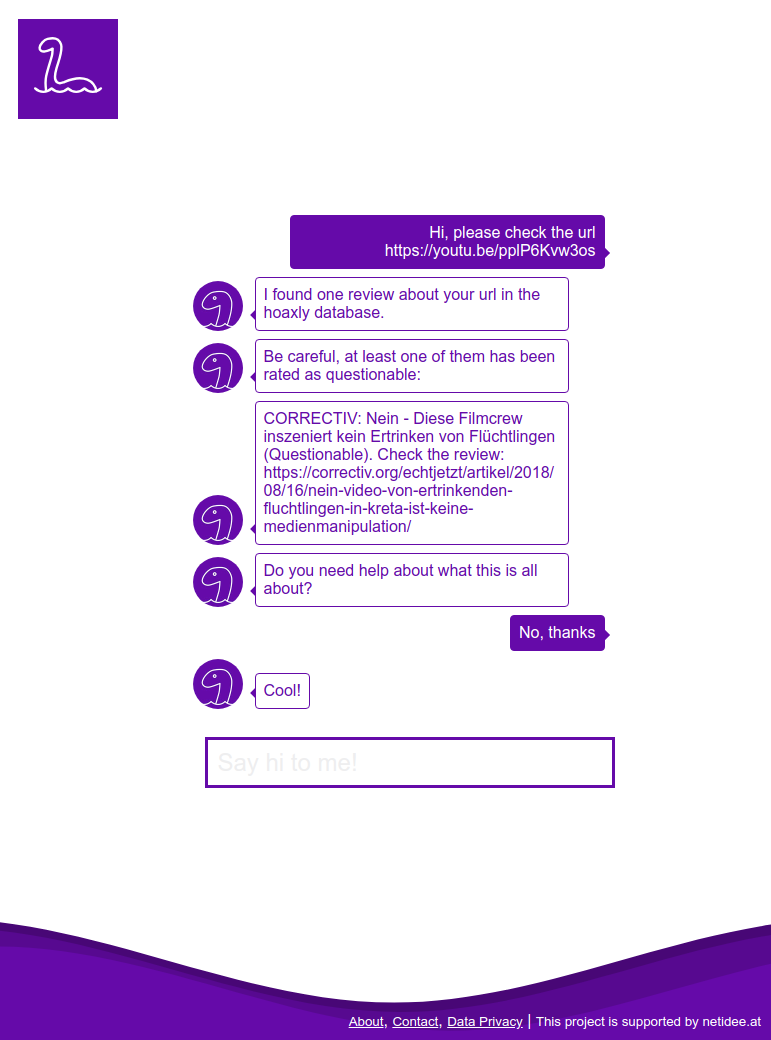 Hi, please check the url
https://youtu.be/pplP6Kvw3os
I found one review about your url in the
hoaxly database.
Be careful, at least one of them has been
rated as questionable:
CORRECTIV: Nein - Diese Filmcrew
inszeniert kein Ertrinken von Flüchtlingen
(Questionable). Check the review:
https://correctiv.org/echtjetzt/artikel/2018/
08/16/nein-video-von-ertrinkenden-
fluchtlingen-in-kreta-ist-keine-
medienmanipulation/
Do you need help about what this is all
about?
No, thanks
Cool!
Say hi to me!
About, Contact, Data Privacy | This project is supported by netidee.at